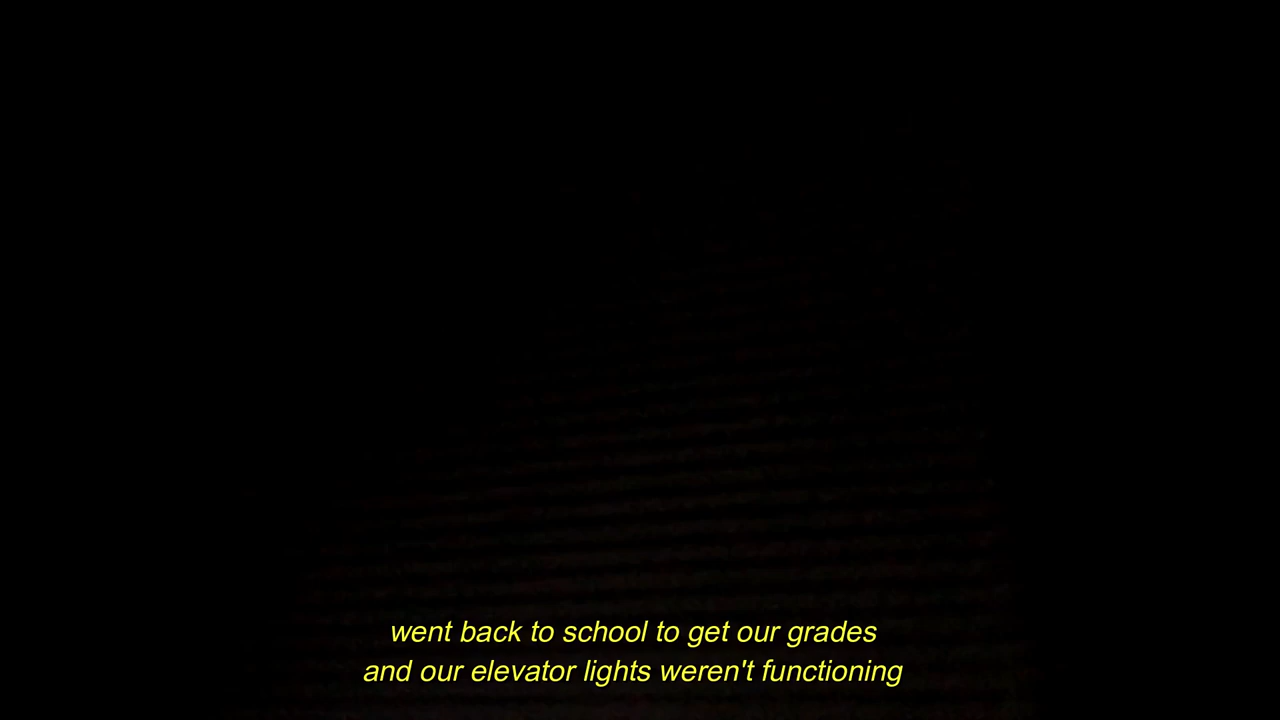 went back to school to get our grades
and our elevator lights weren't functioning